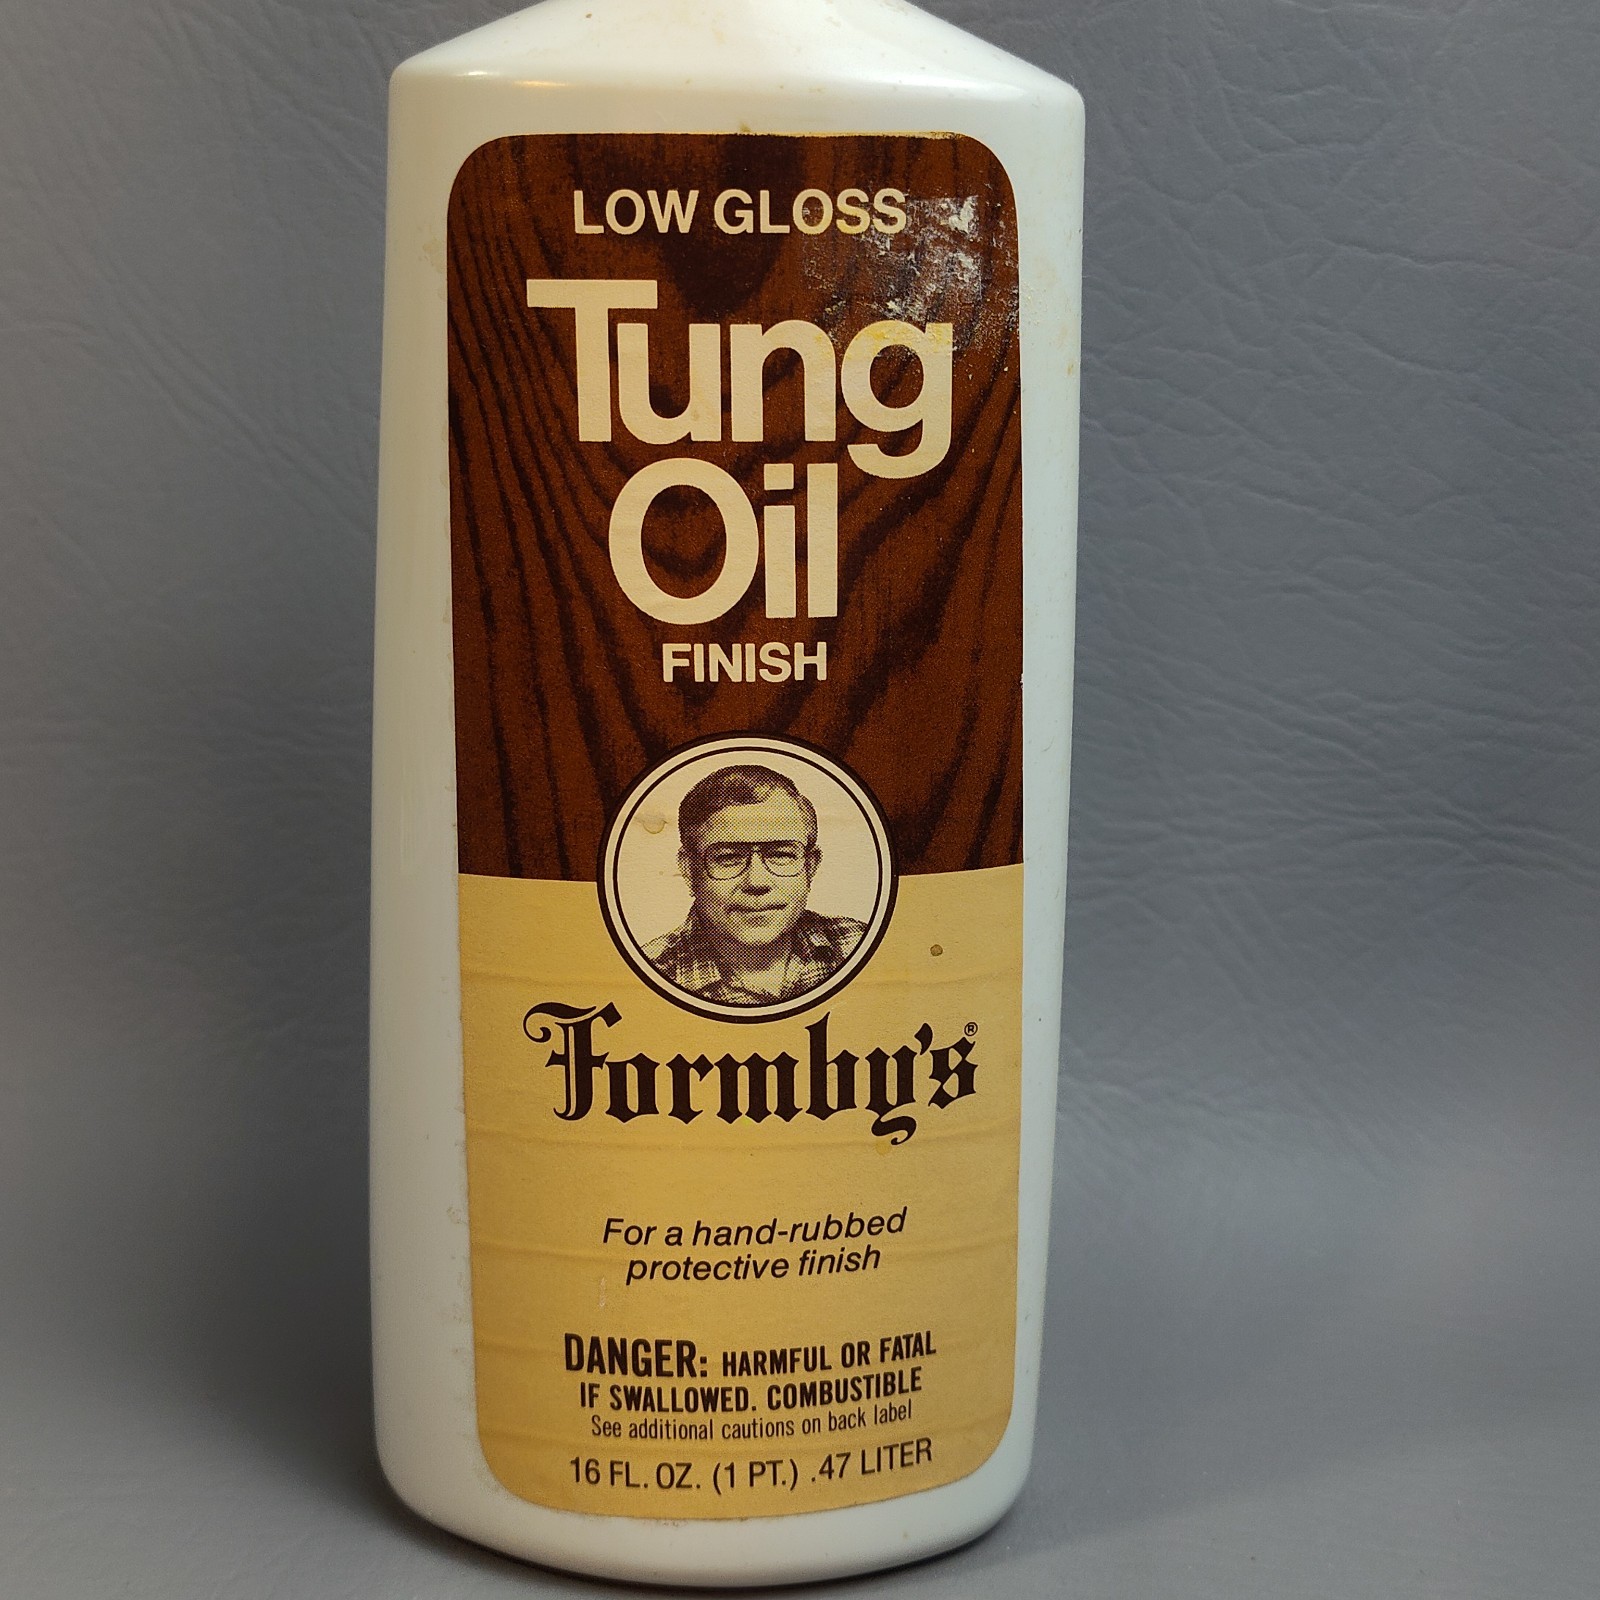 LOW GLOSS
Tung
Oil
FINISH
Formby's®
For a hand-rubbed
protective finish
DANGER: HARMFUL OR FATAL
IF SWALLOWED. COMBUSTIBLE
See additional cautions on back label
16 FL. OZ. (1 PT.) .47 LITER